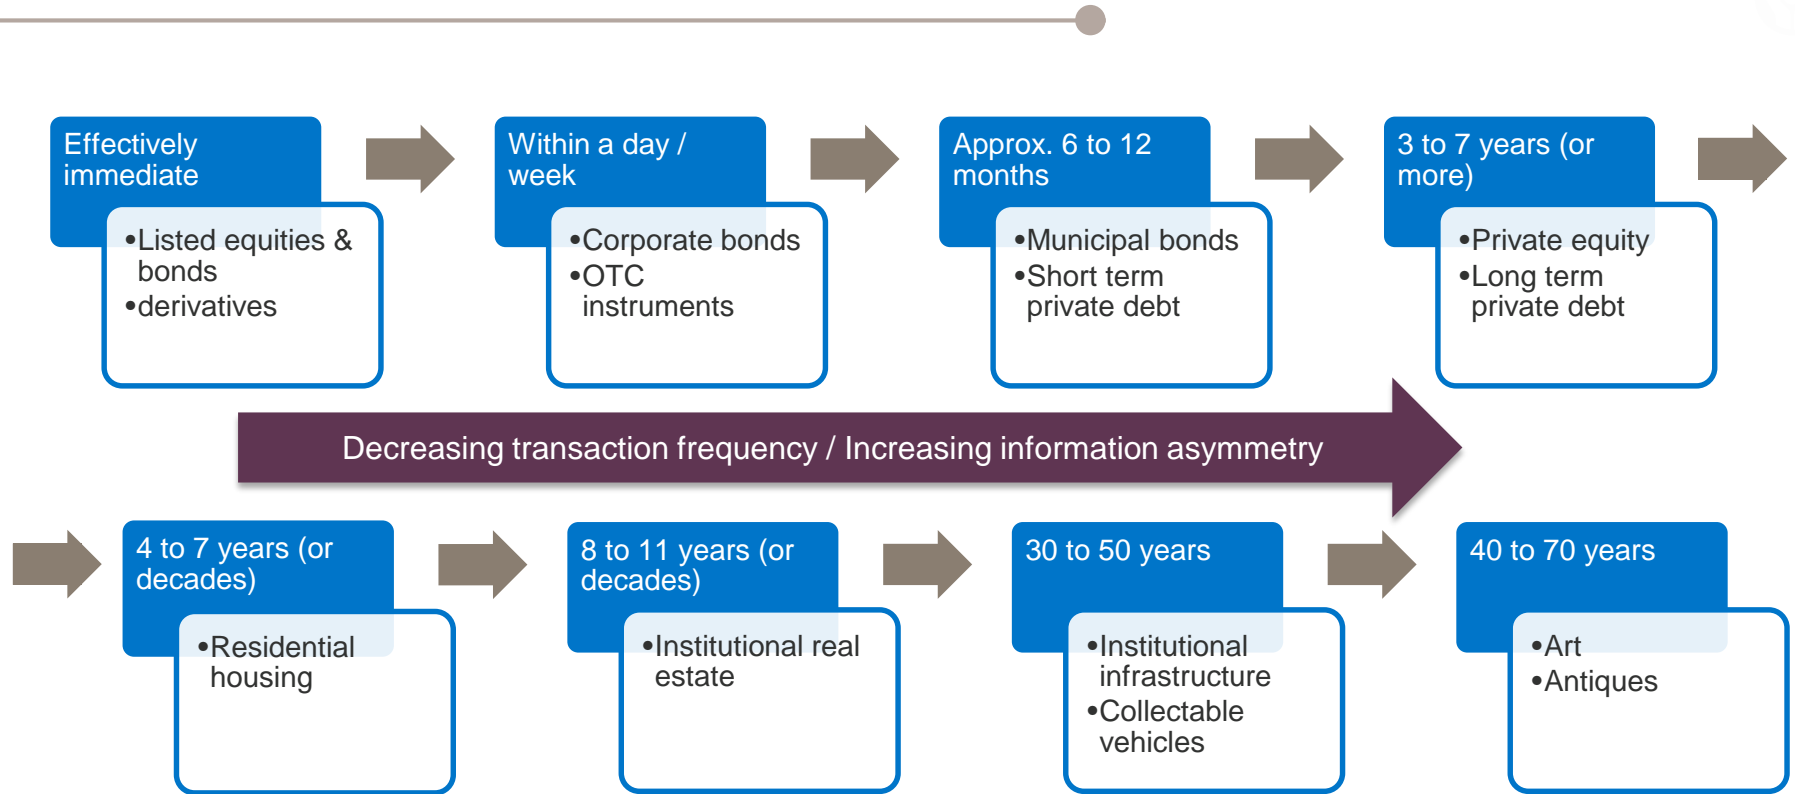 Effectively
immediate
•Listed equities &
bonds
•derivatives
Within a day /
week
•Corporate bonds
•OTC
instruments
Approx. 6 to 12
months
•Municipal bonds
•Short term
private debt
3 to 7 years (or
more)
•Private equity
•Long term
private debt
Decreasing transaction frequency / Increasing information asymmetry
4 to 7 years (or
decades)
•Residential
housing
8 to 11 years (or
decades)
•Institutional real
estate
30 to 50 years
•Institutional
infrastructure
•Collectable
vehicles
40 to 70 years
•Art
•Antiques